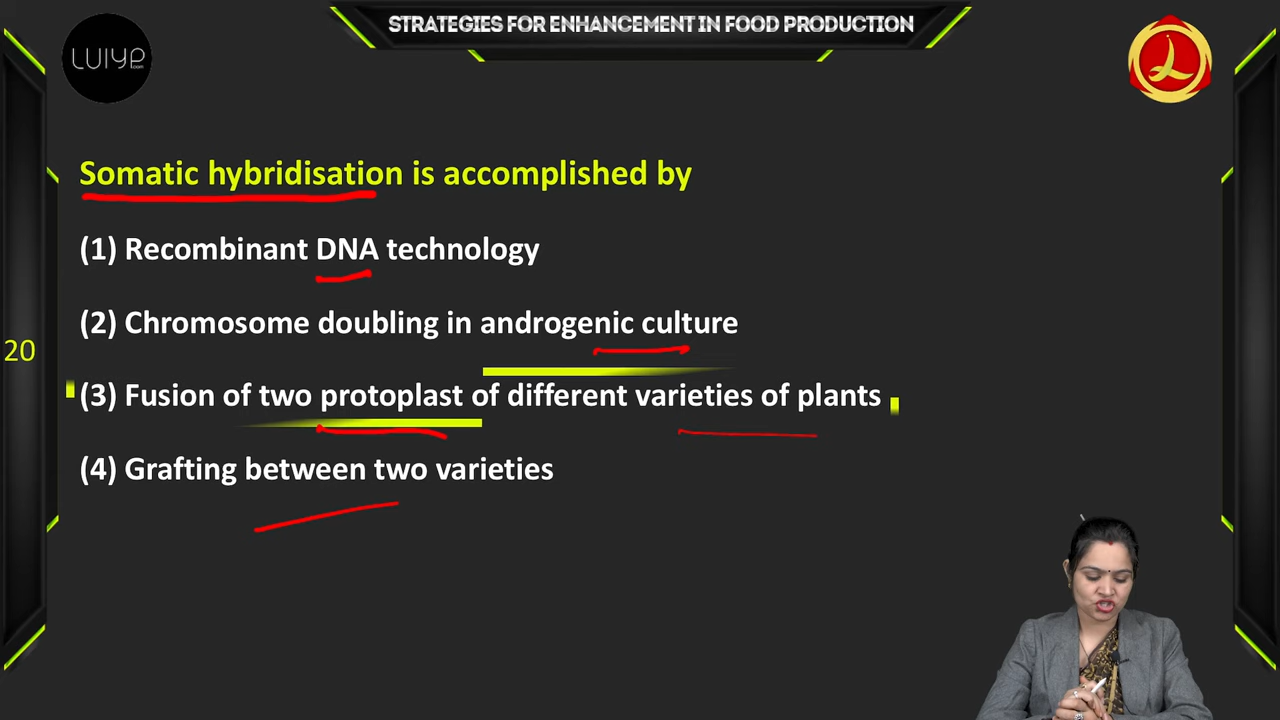 STRATEGIES FOR ENHANCEMENT IN FOOD PRODUCTION
LUIYP
.com
L
Somatic hybridisation is accomplished by
(1) Recombinant DNA technology
(2) Chromosome doubling in androgenic culture
20
(3) Fusion of two protoplast of different varieties of plants
(4) Grafting between two varieties